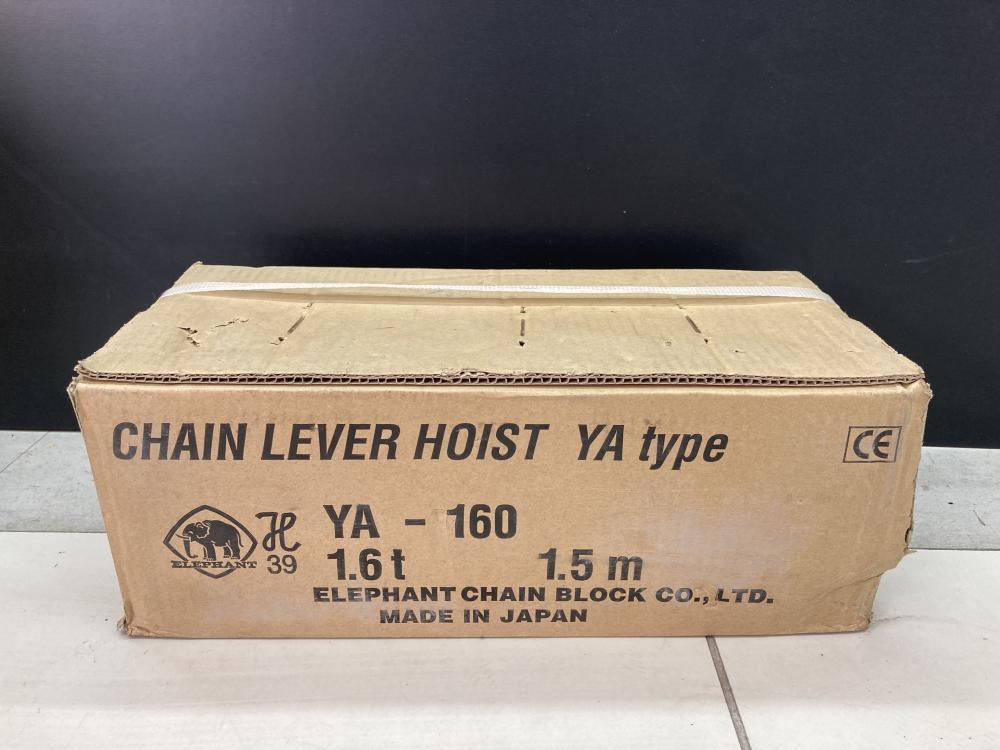 CHAIN LEVER HOIST YA type
CE
ELEPHANT
H
39
YA - 160
1.6 t 1.5 m
ELEPHANT CHAIN BLOCK CO., LTD.
MADE IN JAPAN